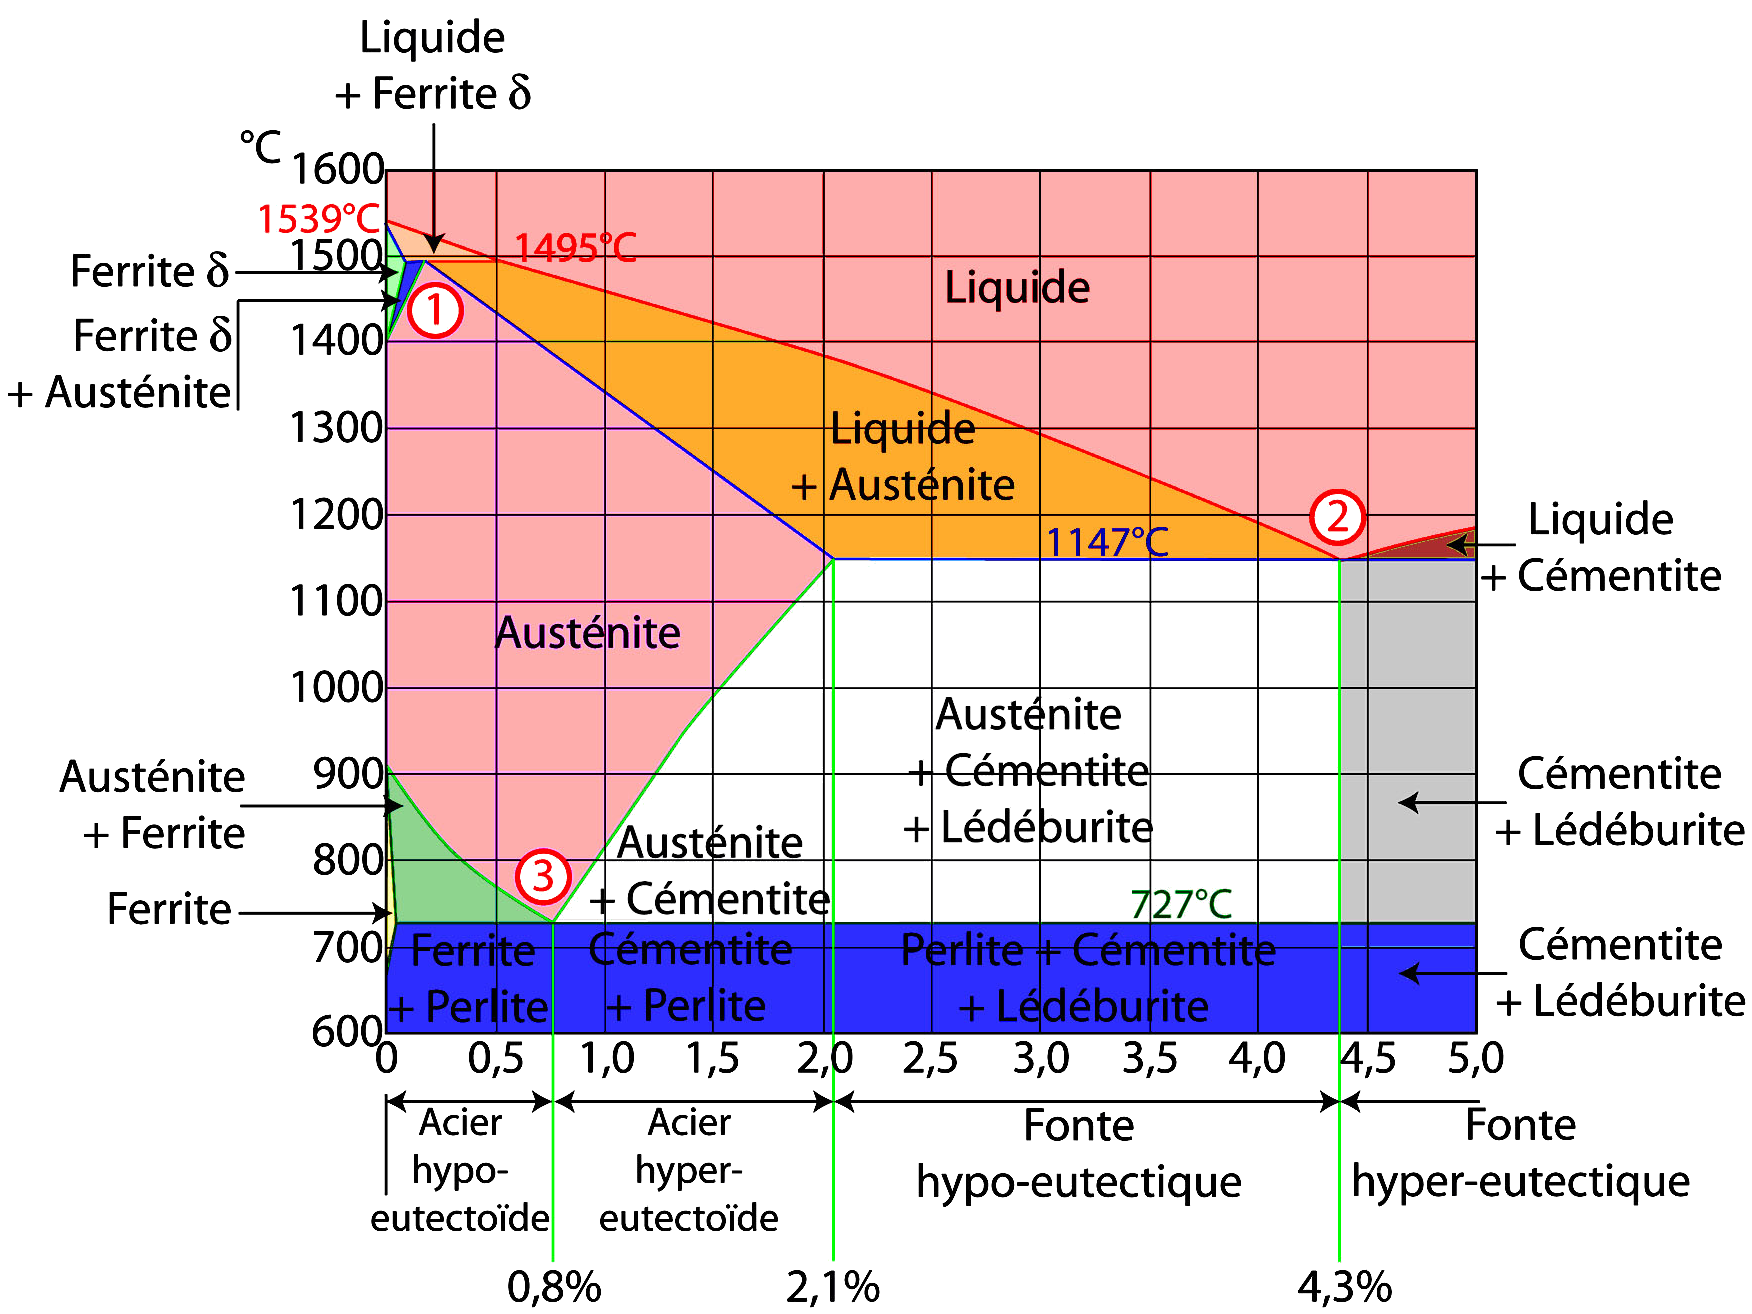 Liquide
+ Ferrite δ
°C
1600
1539°C
1500
1495°C
Ferrite δ
Liquide
1
Ferrite δ
+ Austénite
1400
1300
Liquide
+ Austénite
1200
2
1147°C
Liquide
+ Cémentite
1100
Austénite
1000
Austénite
+ Cémentite
+ Lédéburite
900
Austénite
+ Ferrite
Cémentite
+ Lédéburite
800
Austénite
+ Cémentite
3
Ferrite
727°C
700
Ferrite
+ Perlite
Cémentite
+ Perlite
Perlite + Cémentite
+ Lédéburite
Cémentite
+ Lédéburite
600
0 0,5 1,0 1,5 2,0 2,5 3,0 3,5 4,0 4,5 5,0
Acier
hypo-
eutectoïde
Acier
hyper-
eutectoïde
Fonte
hypo-eutectique
Fonte
hyper-eutectique
0,8% 2,1% 4,3%